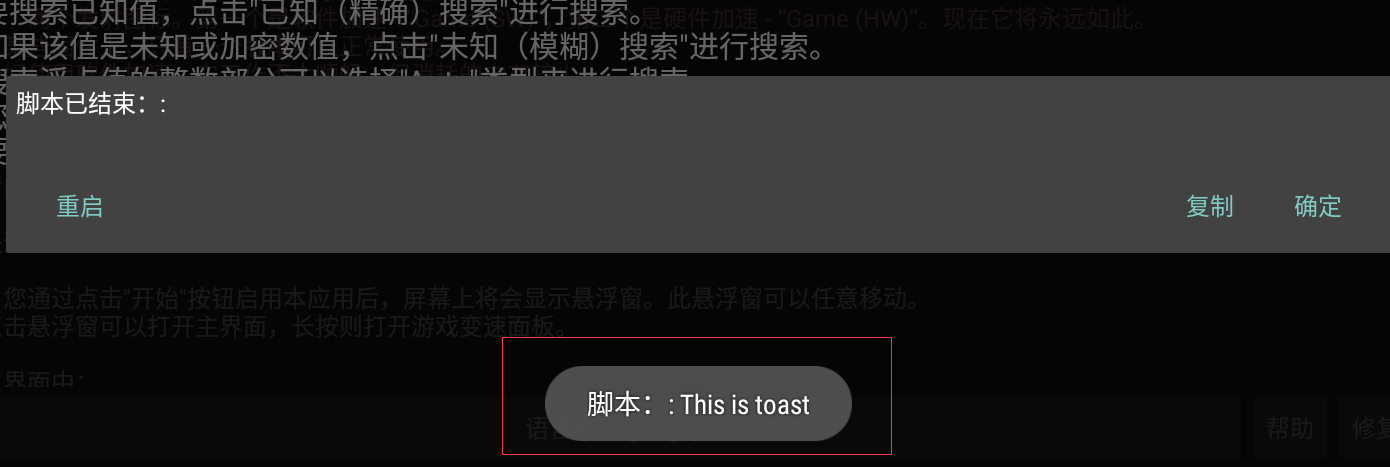 搜索已知值，点击"已知（精确）搜索"进行搜索。
是硬件加速 - “Game (HW)”。现在它将永远如此。
如果该值是未知或加密数值，点击"未知（模糊）搜索"进行搜索。
脚本已结束：:
重启
复制
确定
您通过点击"开始"按钮启用本应用后，屏幕上将会显示悬浮窗。此悬浮窗可以任意移动。
击悬浮窗可以打开主界面，长按则打开游戏变速面板。
界面中：
脚本：: This is toast
帮助